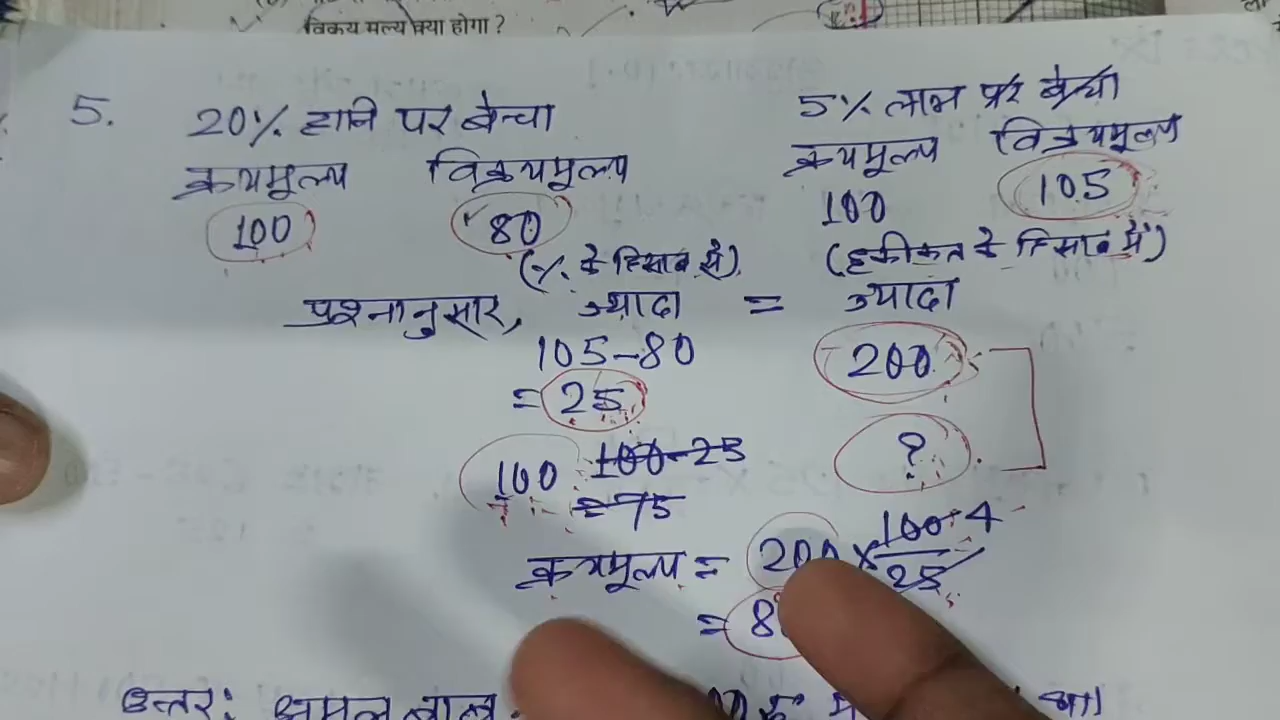 विक्रय मूल्य क्या होगा ?
5. 20% हानि पर बेन्चा 5% लाभ पर बेन्चा
क्रयमूल्य विक्रयमूल्य क्रयमूल्य विक्रयमूल्य
100 80 100 105
(% के हिसाब से) (हकीकत के हिसाब में)
प्रश्नानुसार, ज्यादा = ज्यादा
105-80 200
= 25
100 100-25 ?
= 75
क्रयमूल्य = 200 × 100 4
25
= 8
उत्तर: